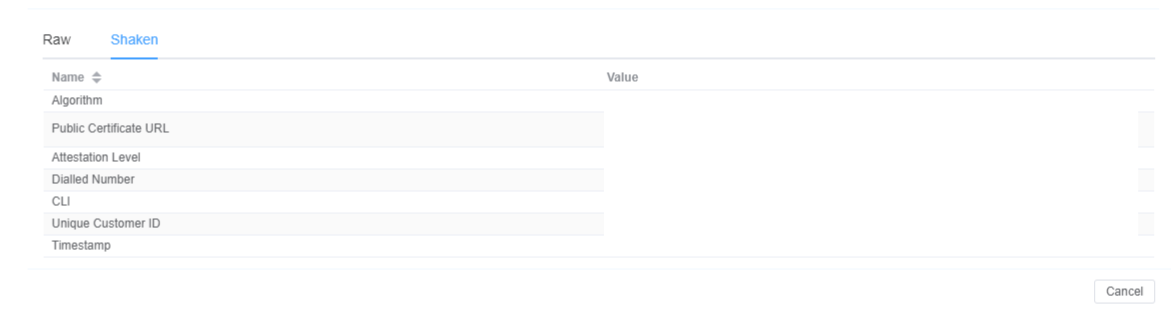 Raw Shaken
Name Value
Algorithm
Public Certificate URL
Attestation Level
Dialled Number
CLI
Unique Customer ID
Timestamp
Cancel